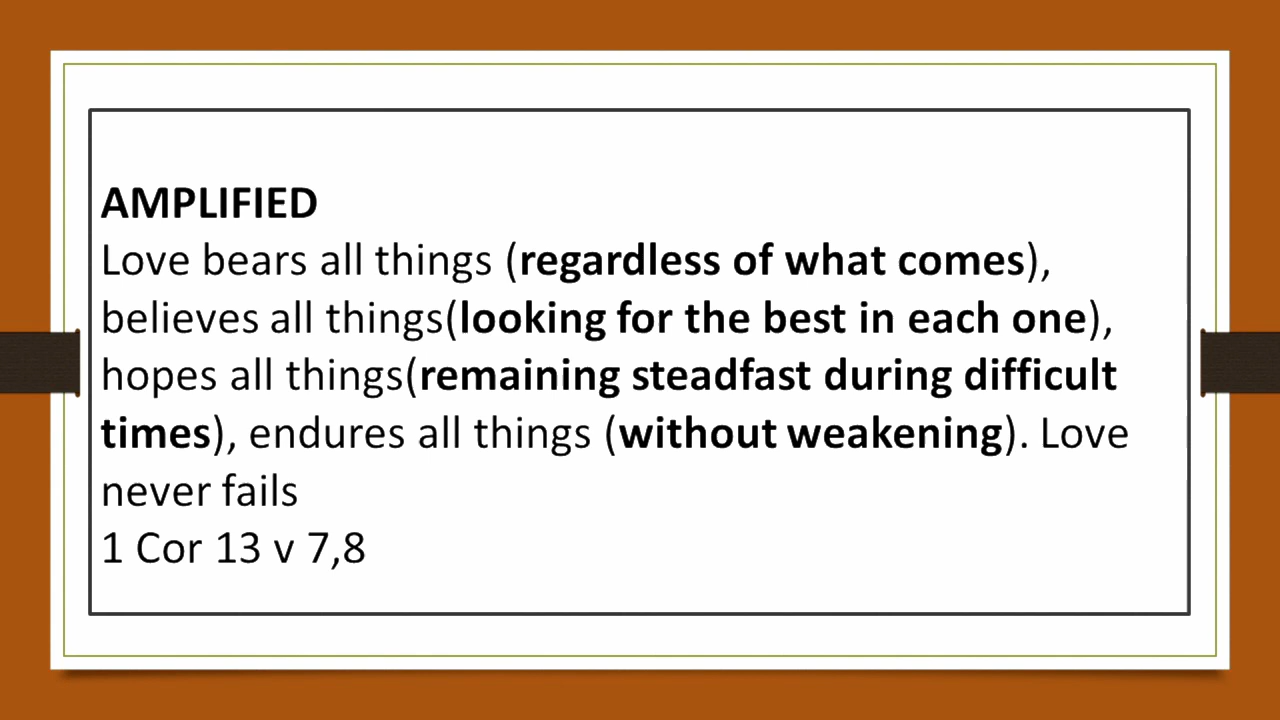 AMPLIFIED
Love bears all things (regardless of what comes),
believes all things(looking for the best in each one),
hopes all things(remaining steadfast during difficult
times), endures all things (without weakening). Love
never fails
1 Cor 13 v 7,8